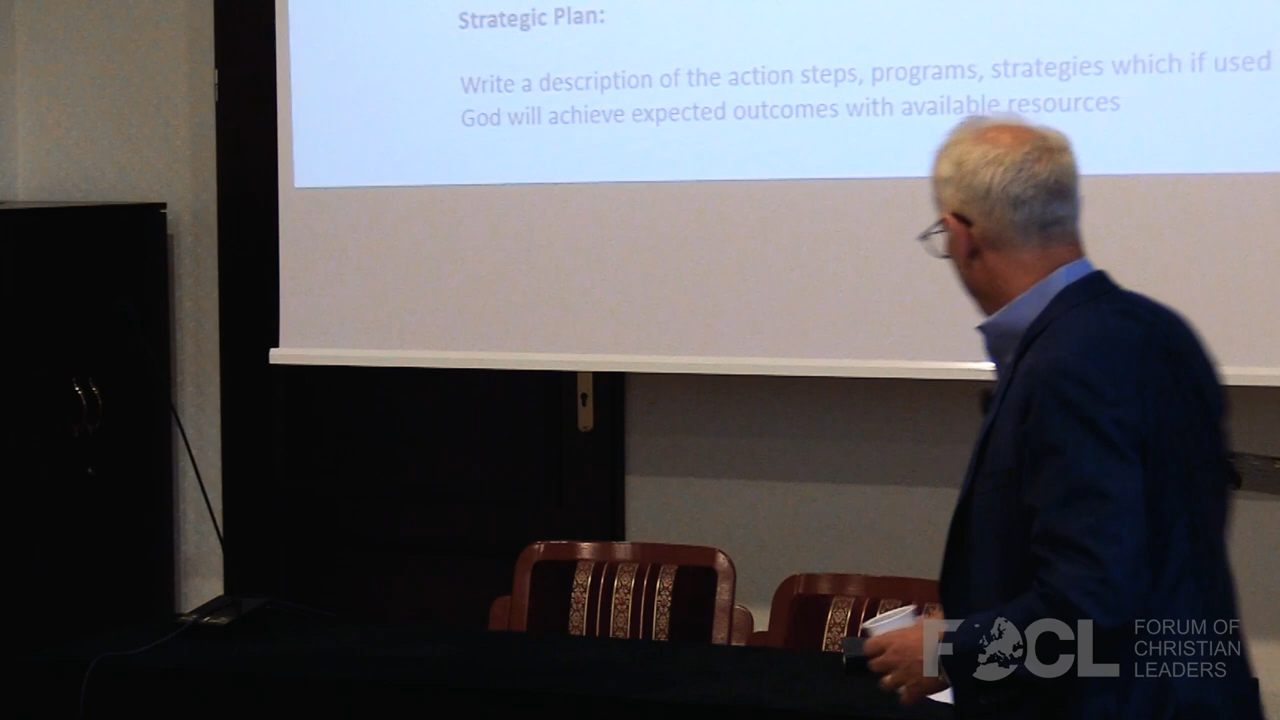 Strategic Plan:
Write a description of the action steps, programs, strategies which if used
God will achieve expected outcomes with available resources
FOCL
FORUM OF
CHRISTIAN
LEADERS